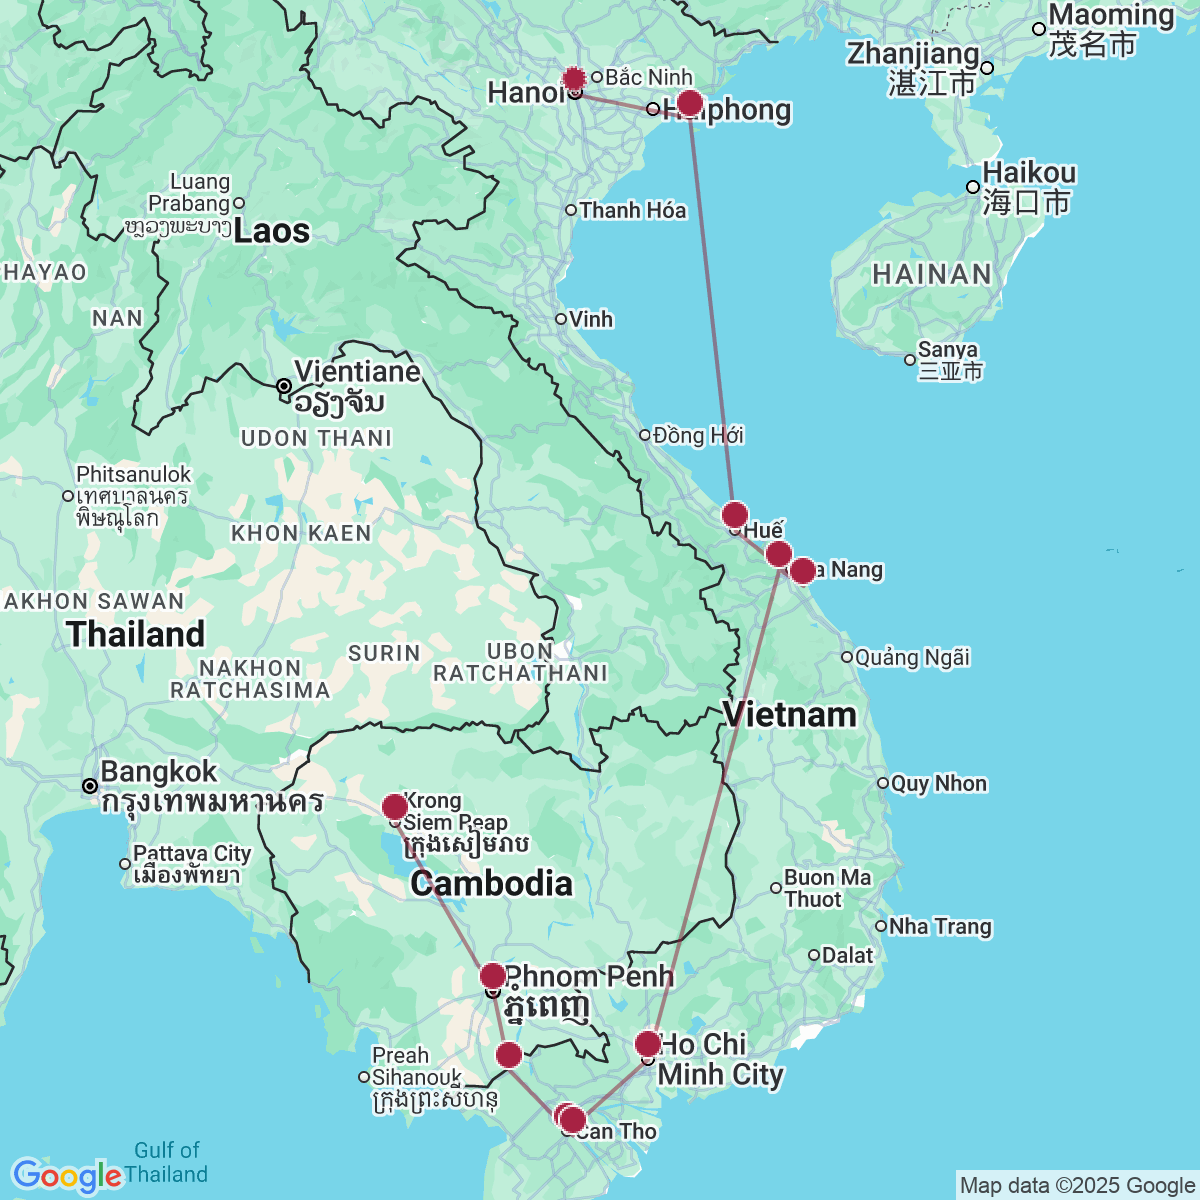 Maoming
茂名市
Zhanjiang
湛江市
Bắc Ninh
Hanoi
Haiphong
Haikou
海口市
Luang
Prabang
ຫຼວງພະບາງ
Laos
Thanh Hóa
HAYAO
HAINAN
NAN
Vinh
Sanya
三亚市
Vientiane
ວຽງຈັນ
UDON THANI
Đồng Hới
Phitsanulok
เทศบาลนคร
พิษณุโลก
KHON KAEN
Huế
Da Nang
AKHON SAWAN
Thailand
SURIN
UBON
RATCHATHANI
NAKHON
RATCHASIMA
Quảng Ngãi
Vietnam
Bangkok
กรุงเทพมหานคร
Quy Nhon
Krong
Siem Reap
ក្រុងសៀមរាប
Pattaya City
เมืองพัทยา
Cambodia
Buon Ma
Thuot
Nha Trang
Dalat
Phnom Penh
ភ្នំពេញ
Ho Chi
Minh City
Preah
Sihanouk
ក្រុងព្រះសីហនុ
Can Tho
Gulf of
Thailand
Google
Map data ©2025 Google